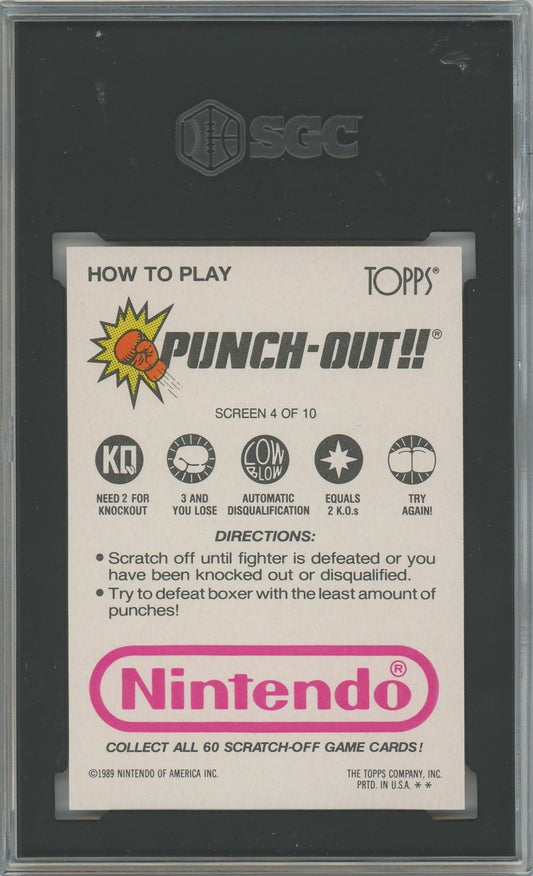 SGC
HOW TO PLAY
TOPPS®
PUNCH-OUT!!®
SCREEN 4 OF 10
KO
LOW
BLOW
NEED 2 FOR
KNOCKOUT
3 AND
YOU LOSE
AUTOMATIC
DISQUALIFICATION
EQUALS
2 K.O.s
TRY
AGAIN!
DIRECTIONS:
• Scratch off until fighter is defeated or you
have been knocked out or disqualified.
• Try to defeat boxer with the least amount of
punches!
Nintendo®
COLLECT ALL 60 SCRATCH-OFF GAME CARDS!
©1989 NINTENDO OF AMERICA INC.
THE TOPPS COMPANY, INC.
PRTD. IN U.S.A. * *